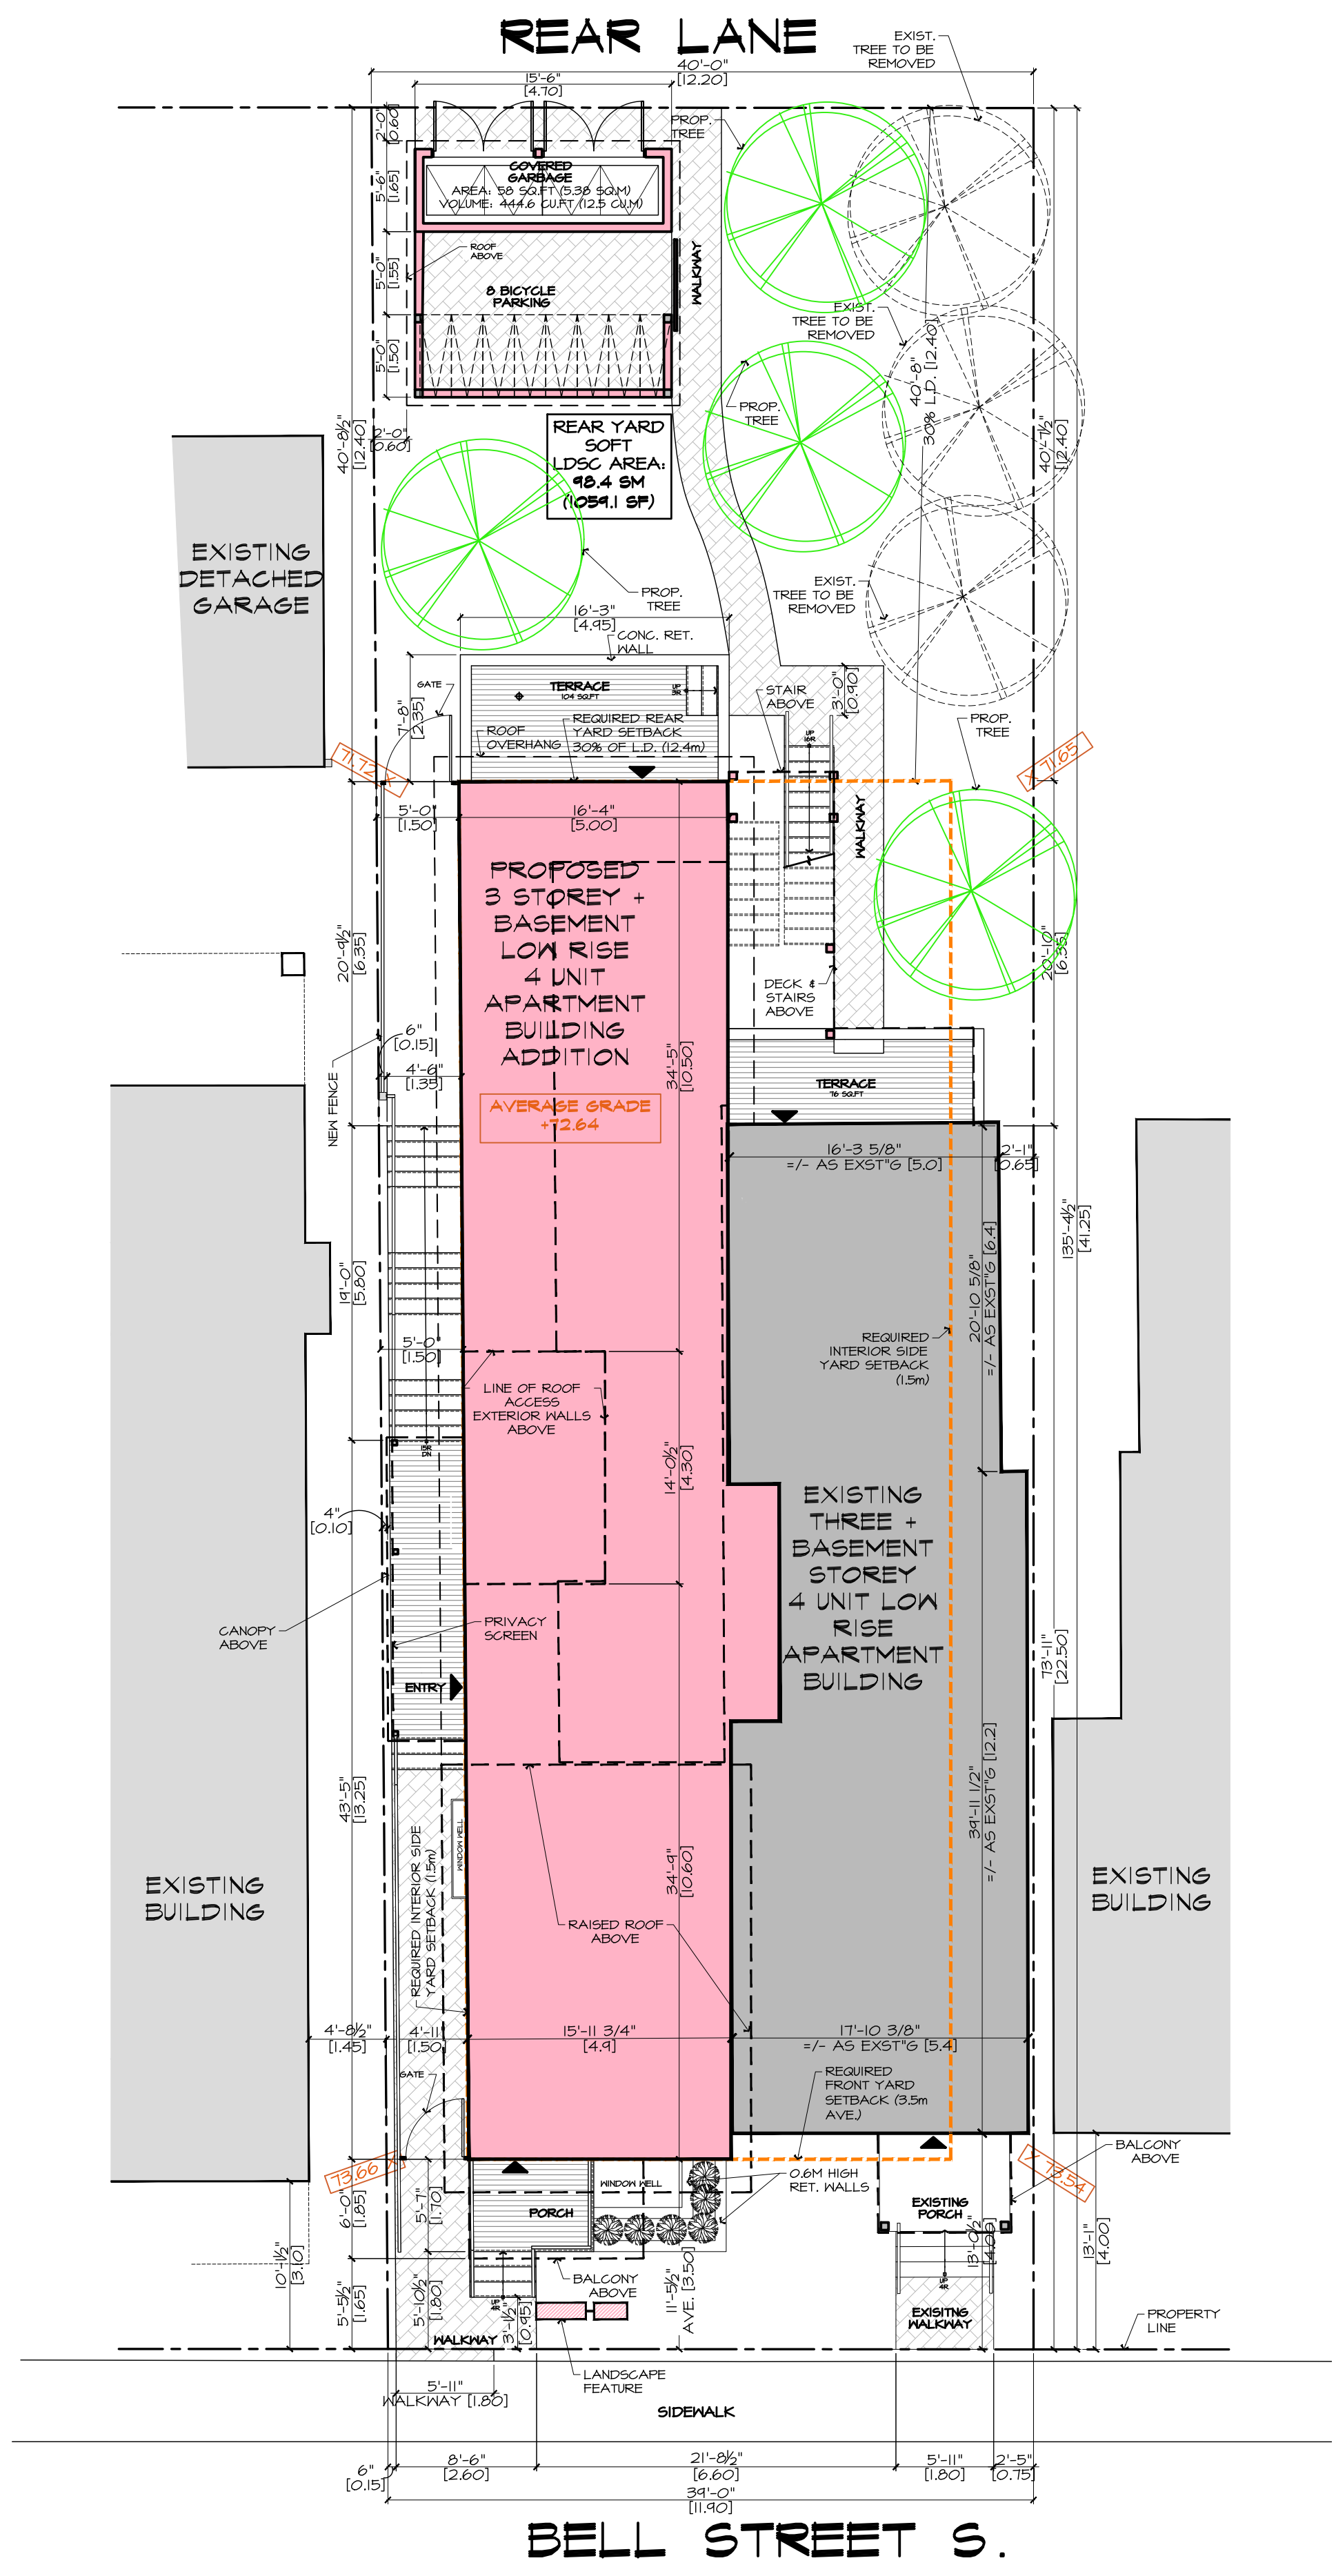 REAR LANE
EXIST.
TREE TO BE
REMOVED
40'-0"
[12.20]
15'-6"
[4.70]
2'-0"
[0.60]
PROP.
TREE
COVERED
GARBAGE
AREA: 58 SQ.FT (5.38 SQ.M)
VOLUME: 444.6 CU.FT (12.5 CU.M)
5'-6"
[1.65]
ROOF
ABOVE
WALKWAY
5'-0"
[1.55]
8 BICYCLE
PARKING
EXIST.
TREE TO BE
REMOVED
5'-0"
[1.50]
40'-8"
30% L.D. [12.40]
PROP.
TREE
2'-0"
[0.60]
40'-8½"
[12.40]
40'-7½"
[12.40]
REAR YARD
SOFT
LDSC AREA:
98.4 SM
(1059.1 SF)
EXISTING
DETACHED
GARAGE
PROP.
TREE
EXIST.
TREE TO BE
REMOVED
16'-3"
[4.95]
CONC. RET.
WALL
GATE
7'-8"
[2.35]
TERRACE
104 SQ.FT
UP
3R
STAIR
ABOVE
3'-0"
[0.90]
PROP.
TREE
ROOF
OVERHANG
REQUIRED REAR
YARD SETBACK
30% OF L.D. (12.4m)
UP
16R
71.72 X
X 71.65
5'-0"
[1.50]
16'-4"
[5.00]
WALKWAY
PROPOSED
3 STOREY +
BASEMENT
LOW RISE
4 UNIT
APARTMENT
BUILDING
ADDITION
20'-9½"
[6.35]
20'-10"
[6.35]
DECK &
STAIRS
ABOVE
6"
[0.15]
4'-6"
[1.35]
34'-5"
[10.50]
NEW FENCE
TERRACE
76 SQ.FT
AVERAGE GRADE
+72.64
16'-3 5/8"
=/- AS EXST"G [5.0]
2'-1"
[0.65]
135'-4½"
[41.25]
19'-0"
[5.80]
20'-10 5/8"
=/- AS EXST"G [6.4]
5'-0"
[1.50]
REQUIRED
INTERIOR SIDE
YARD SETBACK
(1.5m)
LINE OF ROOF
ACCESS
EXTERIOR WALLS
ABOVE
DN
14'-0½"
[4.30]
4"
[0.10]
EXISTING
THREE +
BASEMENT
STOREY
4 UNIT LOW
RISE
APARTMENT
BUILDING
CANOPY
ABOVE
PRIVACY
SCREEN
73'-11"
[22.50]
ENTRY
43'-5"
[13.25]
39'-11 1/2"
=/- AS EXST"G [12.2]
WINDOW WELL
REQUIRED INTERIOR SIDE
YARD SETBACK (1.5m)
34'-9"
[10.60]
EXISTING
BUILDING
RAISED ROOF
ABOVE
EXISTING
BUILDING
4'-8½"
[1.45]
4'-11"
[1.50]
15'-11 3/4"
[4.9]
17'-10 3/8"
=/- AS EXST"G [5.4]
GATE
REQUIRED
FRONT YARD
SETBACK (3.5m
AVE.)
73.66 X
X 73.54
BALCONY
ABOVE
0.6M HIGH
RET. WALLS
WINDOW WELL
PORCH
EXISTING
PORCH
6'-0"
[1.85]
5'-7"
[1.70]
10'-1½"
[3.10]
13'-0½"
[4.00]
13'-1"
[4.00]
BALCONY
ABOVE
UP
4R
11'-5½"
AVE. [3.50]
5'-5½"
[1.65]
5'-10½"
[1.80]
3'-1½"
[0.95]
UP
EXISITNG
WALKWAY
PROPERTY
LINE
WALKWAY
LANDSCAPE
FEATURE
5'-11"
WALKWAY [1.80]
SIDEWALK
6"
[0.15]
8'-6"
[2.60]
21'-8½"
[6.60]
5'-11"
[1.80]
2'-5"
[0.75]
39'-0"
[11.90]
BELL STREET S.